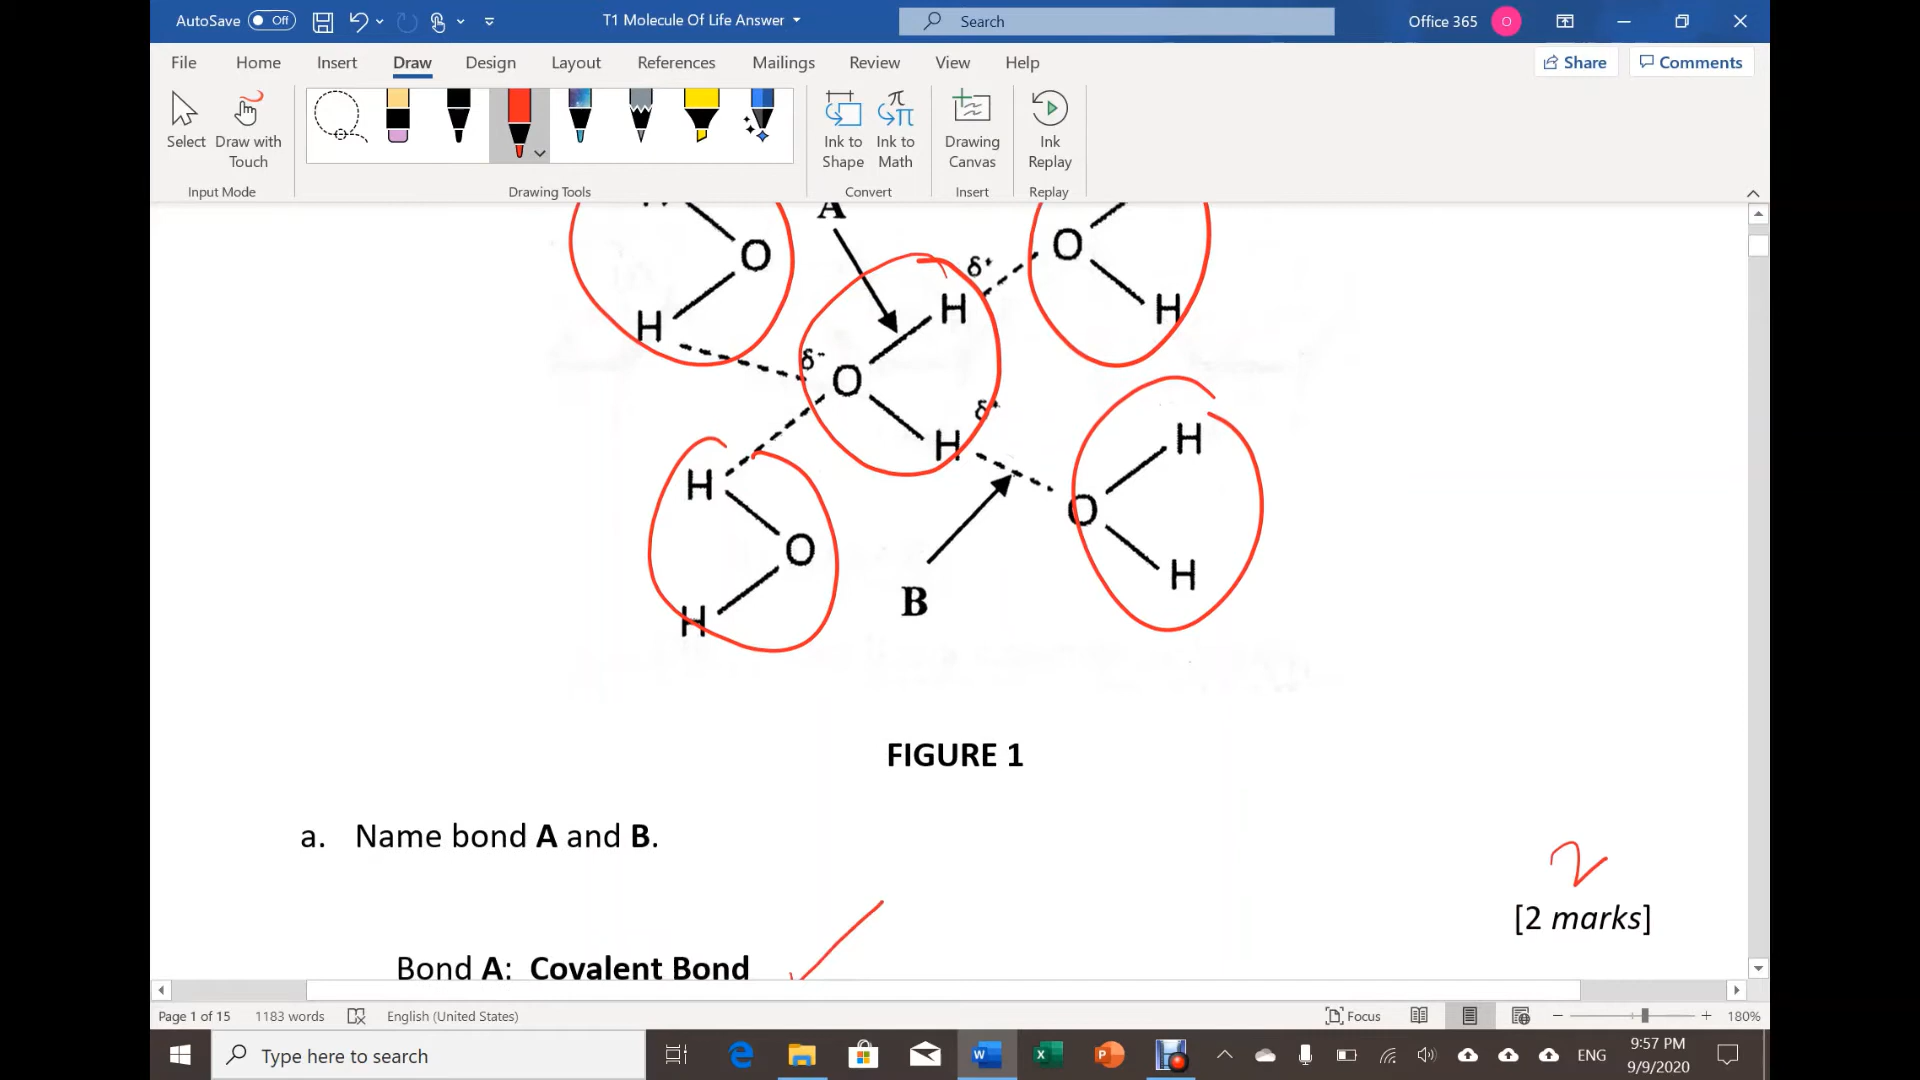 AutoSave Off T1 Molecule Of Life Answer Search Office 365 O
File Home Insert Draw Design Layout References Mailings Review View Help Share Comments
Select Draw with Touch Ink to Shape Ink to Math Drawing Canvas Ink Replay
Input Mode Drawing Tools Convert Insert Replay
A
O O
δ+
H H H
δ-
O
δ+
H H
H O
O B H
H
FIGURE 1
a. Name bond A and B.
2
[2 marks]
Bond A: Covalent Bond
Page 1 of 15 1183 words English (United States) Focus 180%
Type here to search ENG 9:57 PM
9/9/2020